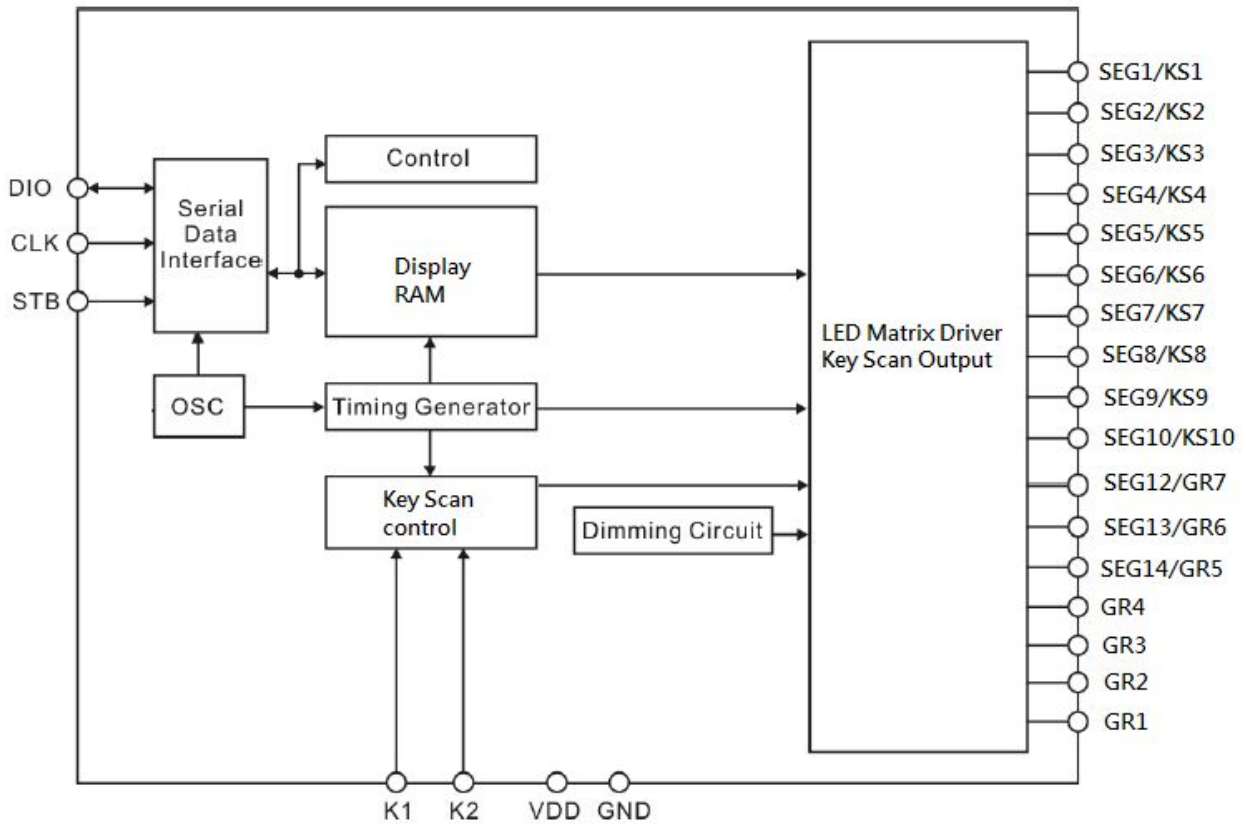 DIO
CLK
STB
Serial
Data
Interface
OSC
Control
Display
RAM
Timing Generator
Key Scan
control
Dimming Circuit
LED Matrix Driver
Key Scan Output
SEG1/KS1
SEG2/KS2
SEG3/KS3
SEG4/KS4
SEG5/KS5
SEG6/KS6
SEG7/KS7
SEG8/KS8
SEG9/KS9
SEG10/KS10
SEG12/GR7
SEG13/GR6
SEG14/GR5
GR4
GR3
GR2
GR1
K1 K2 VDD GND